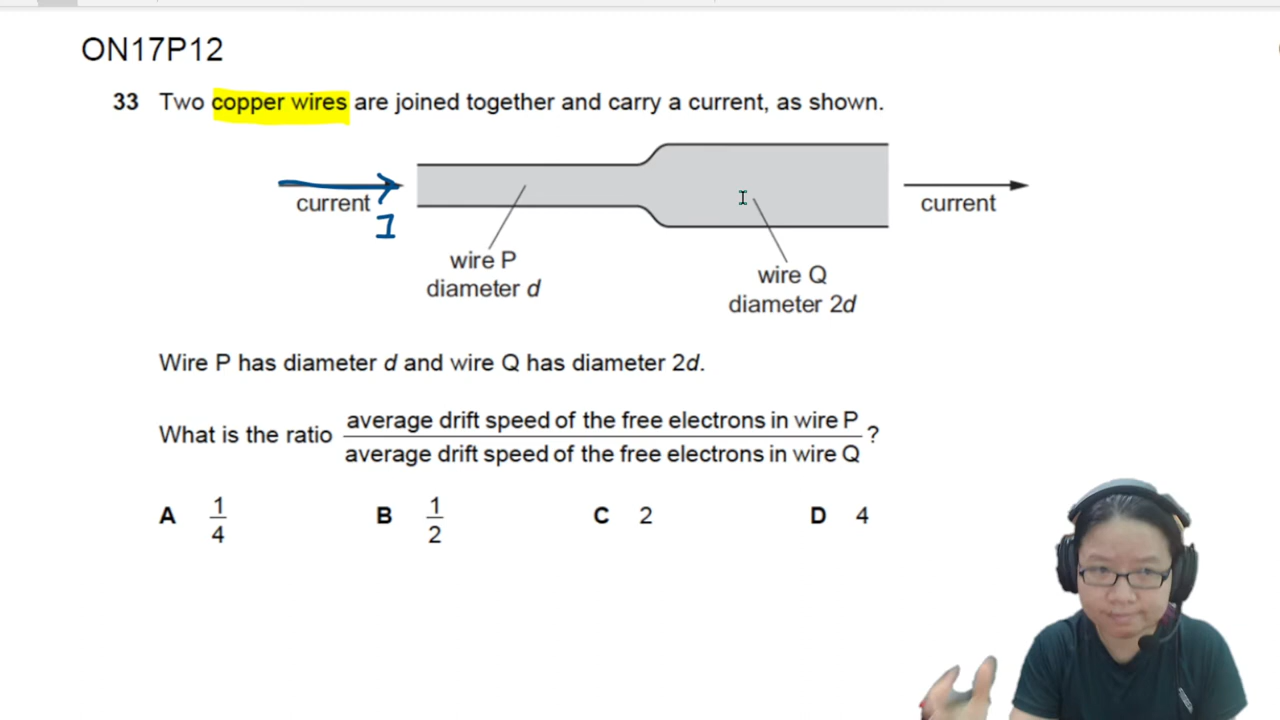 ON17P12
33 Two copper wires are joined together and carry a current, as shown.
current
I
current
wire P
diameter d
wire Q
diameter 2d
Wire P has diameter d and wire Q has diameter 2d.
What is the ratio average drift speed of the free electrons in wire P / average drift speed of the free electrons in wire Q ?
A 1/4 B 1/2 C 2 D 4